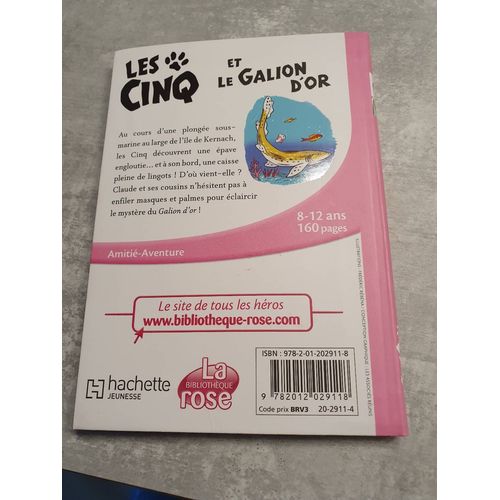 LES CINQ
ET
LE GALION
D'OR
Au cours d'une plongée sous-
marine au large de l'île de Kernach,
les Cinq découvrent une épave
engloutie... et à son bord, une caisse
pleine de lingots ! D'où vient-elle ?
Claude et ses cousins n'hésitent pas à
enfiler masques et palmes pour éclaircir
le mystère du Galion d'or !
8-12 ans
160 pages
Amitié-Aventure
Le site de tous les héros
www.bibliotheque-rose.com
hachette
JEUNESSE
La
BIBLIOTHÈQUE
rose
ISBN : 978-2-01-202911-8
9 782012 029118
Code prix BRV3 20-2911-4